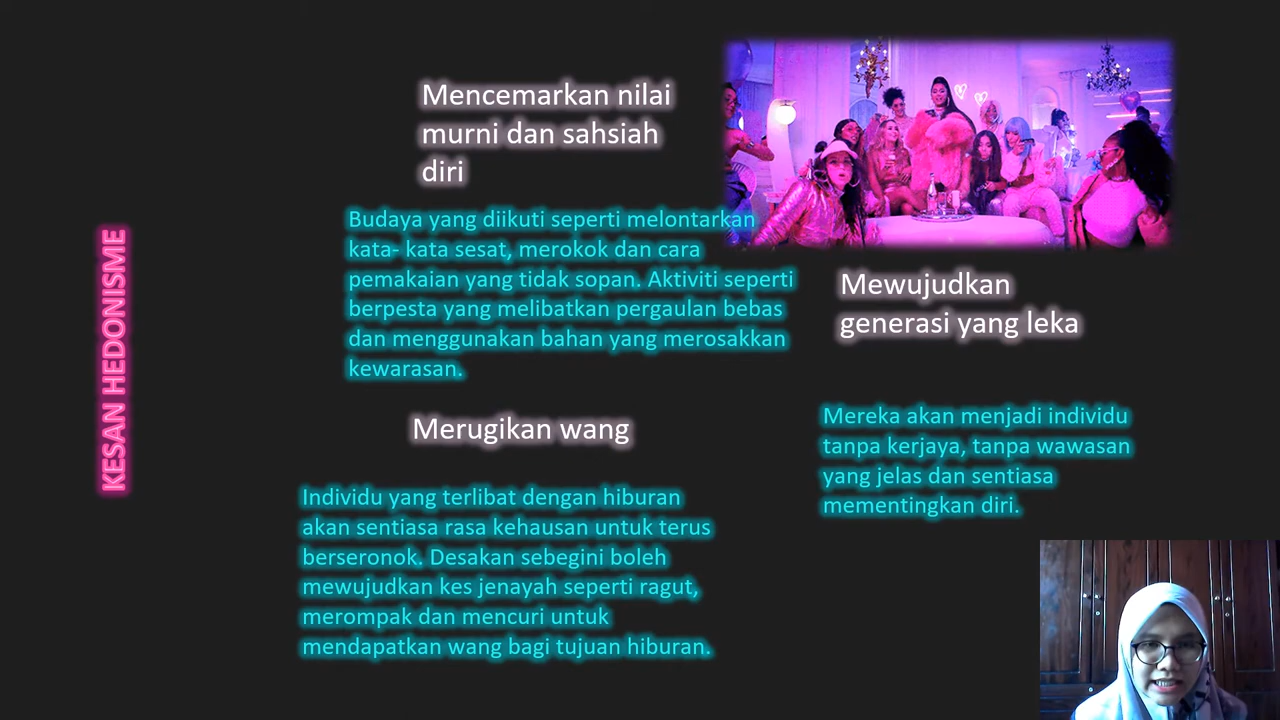 KESAN HEDONISME
Mencemarkan nilai
murni dan sahsiah
diri
Budaya yang diikuti seperti melontarkan
kata- kata sesat, merokok dan cara
pemakaian yang tidak sopan. Aktiviti seperti
berpesta yang melibatkan pergaulan bebas
dan menggunakan bahan yang merosakkan
kewarasan.
Merugikan wang
Individu yang terlibat dengan hiburan
akan sentiasa rasa kehausan untuk terus
berseronok. Desakan sebegini boleh
mewujudkan kes jenayah seperti ragut,
merompak dan mencuri untuk
mendapatkan wang bagi tujuan hiburan.
Mewujudkan
generasi yang leka
Mereka akan menjadi individu
tanpa kerjaya, tanpa wawasan
yang jelas dan sentiasa
mementingkan diri.